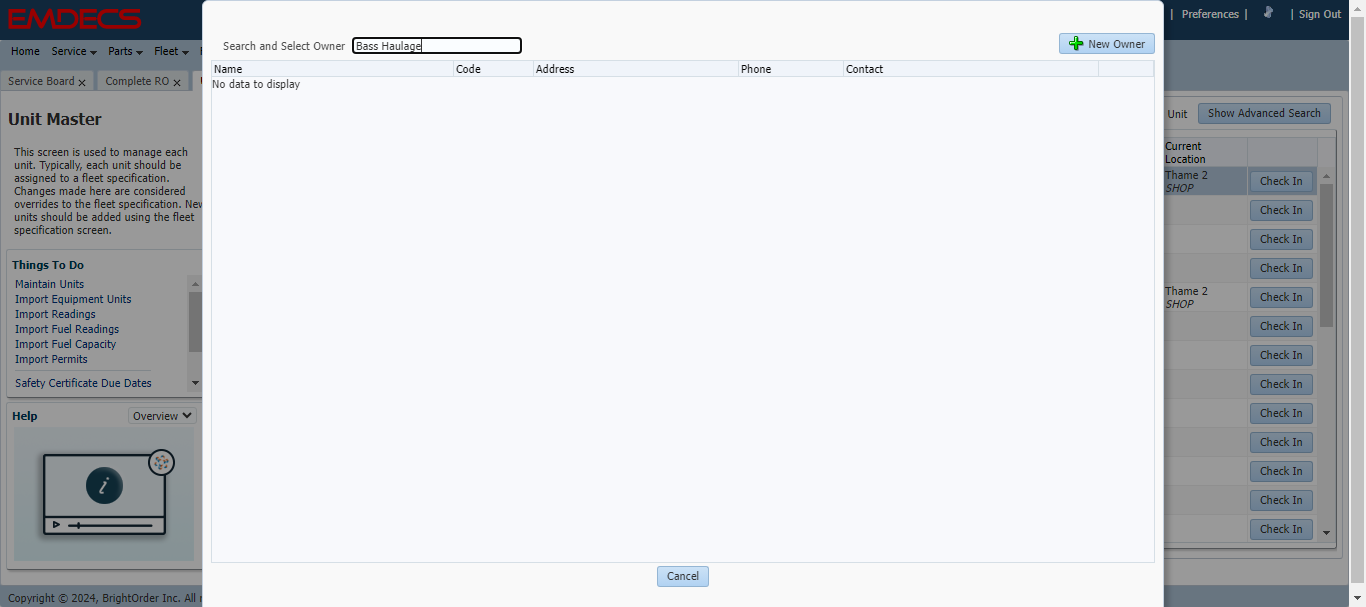 EMDECS
| Preferences |
| Sign Out
Home Service Parts Fleet
Service Board x Complete RO x
Search and Select Owner Bass Haulage
New Owner
Name Code Address Phone Contact
No data to display
Cancel
Unit Master
This screen is used to manage each
unit. Typically, each unit should be
assigned to a fleet specification.
Changes made here are considered
overrides to the fleet specification. New
units should be added using the fleet
specification screen.
Things To Do
Maintain Units
Import Equipment Units
Import Readings
Import Fuel Readings
Import Fuel Capacity
Import Permits
Safety Certificate Due Dates
Help Overview
i
Unit Show Advanced Search
Current
Location
Thame 2
SHOP
Check In
Check In
Check In
Check In
Thame 2
SHOP
Check In
Check In
Check In
Check In
Check In
Check In
Check In
Check In
Check In
Copyright © 2024, BrightOrder Inc. All